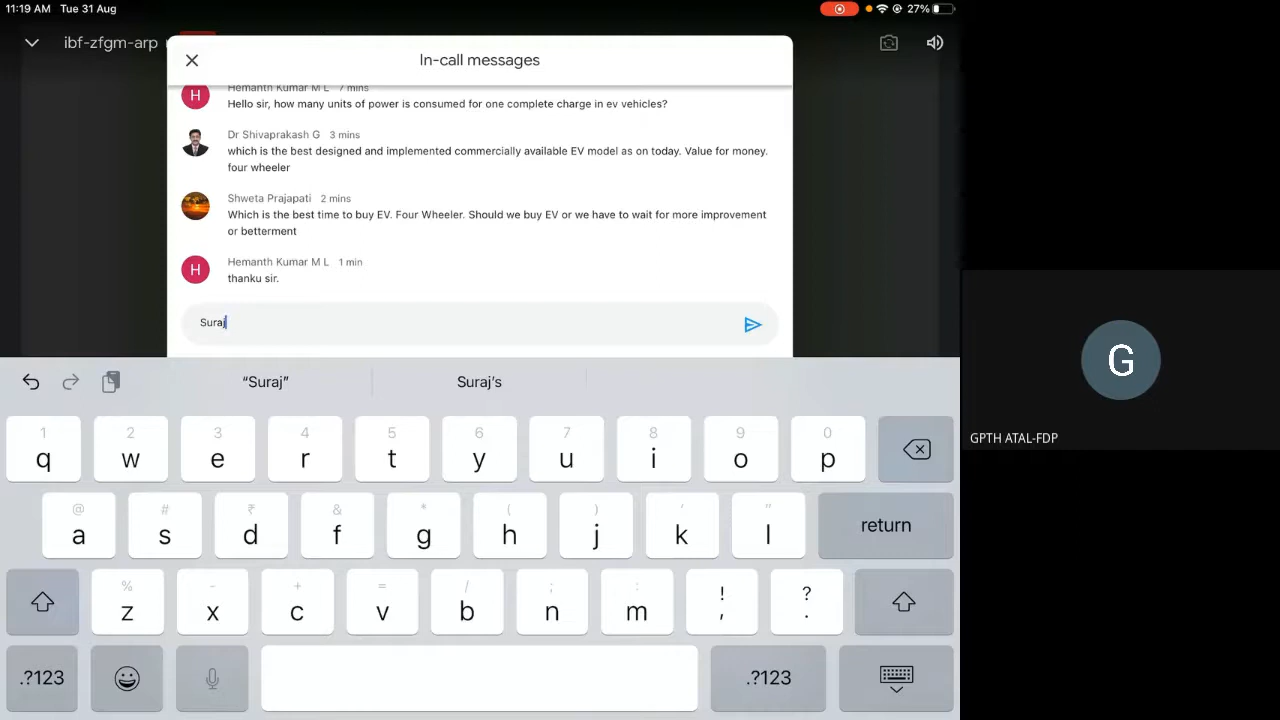 11:19 AM Tue 31 Aug
27%
ibf-zfgm-arp
In-call messages
H
Hemanth Kumar M L 7 mins
Hello sir, how many units of power is consumed for one complete charge in ev vehicles?
Dr Shivaprakash G 3 mins
which is the best designed and implemented commercially available EV model as on today. Value for money.
four wheeler
Shweta Prajapati 2 mins
Which is the best time to buy EV. Four Wheeler. Should we buy EV or we have to wait for more improvement
or betterment
H
Hemanth Kumar M L 1 min
thanku sir.
Suraj
G
GPTH ATAL-FDP
“Suraj” Suraj’s
1 2 3 4 5 6 7 8 9 0
q w e r t y u i o p
@ # ₹ & * ( ) ' "
a s d f g h j k l return
% - + = / ; : ! ?
z x c v b n m , .
.?123 .?123